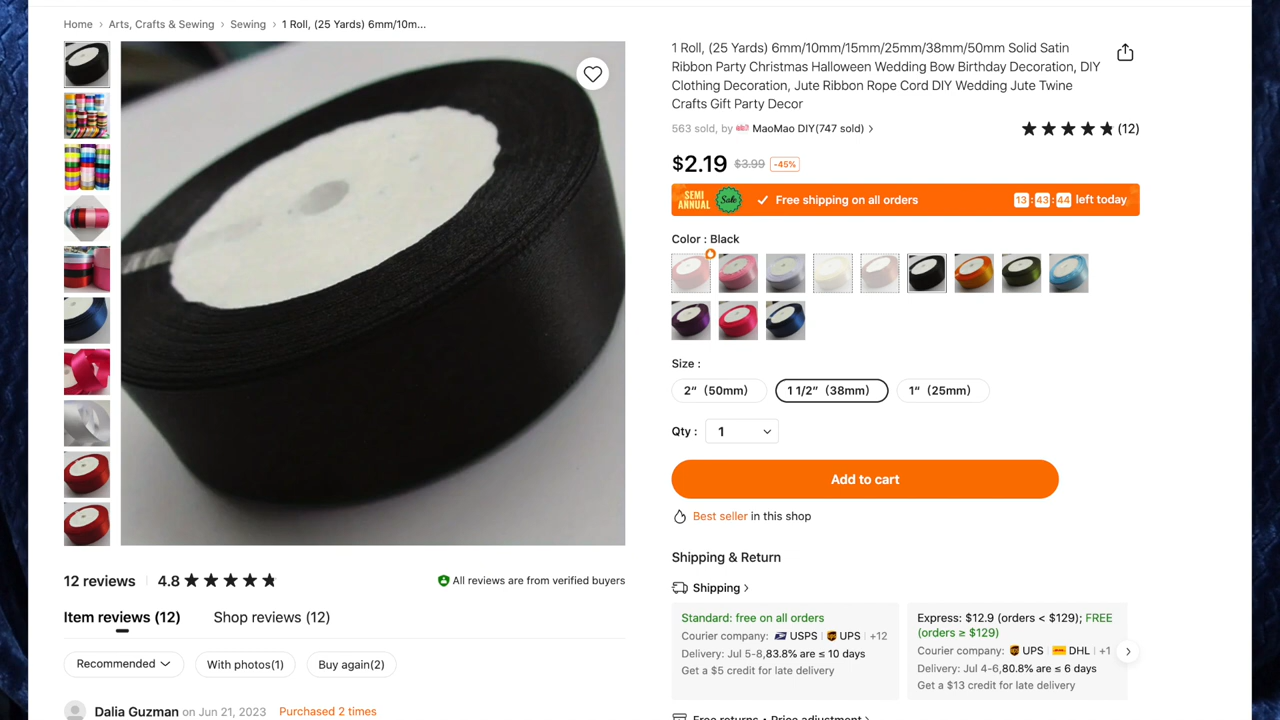 Home › Arts, Crafts & Sewing › Sewing › 1 Roll, (25 Yards) 6mm/10m...
1 Roll, (25 Yards) 6mm/10mm/15mm/25mm/38mm/50mm Solid Satin
Ribbon Party Christmas Halloween Wedding Bow Birthday Decoration, DIY
Clothing Decoration, Jute Ribbon Rope Cord DIY Wedding Jute Twine
Crafts Gift Party Decor
563 sold, by MaoMao DIY(747 sold) ›
(12)
$2.19 $3.99 -45%
SEMI ANNUAL Sale Free shipping on all orders 13:43:44 left today
Color : Black
Size :
2“（50mm） 1 1/2”（38mm） 1“（25mm）
Qty : 1
Add to cart
Best seller in this shop
Shipping & Return
Shipping ›
Standard: free on all orders
Courier company: USPS | UPS | +12
Delivery: Jul 5-8,83.8% are ≤ 10 days
Get a $5 credit for late delivery
Express: $12.9 (orders < $129); FREE
(orders ≥ $129)
Courier company: UPS | DHL | +1
Delivery: Jul 4-6,80.8% are ≤ 6 days
Get a $13 credit for late delivery
Free returns • Price adjustment ›
12 reviews 4.8
All reviews are from verified buyers
Item reviews (12) Shop reviews (12)
Recommended With photos(1) Buy again(2)
Dalia Guzman on Jun 21, 2023 Purchased 2 times